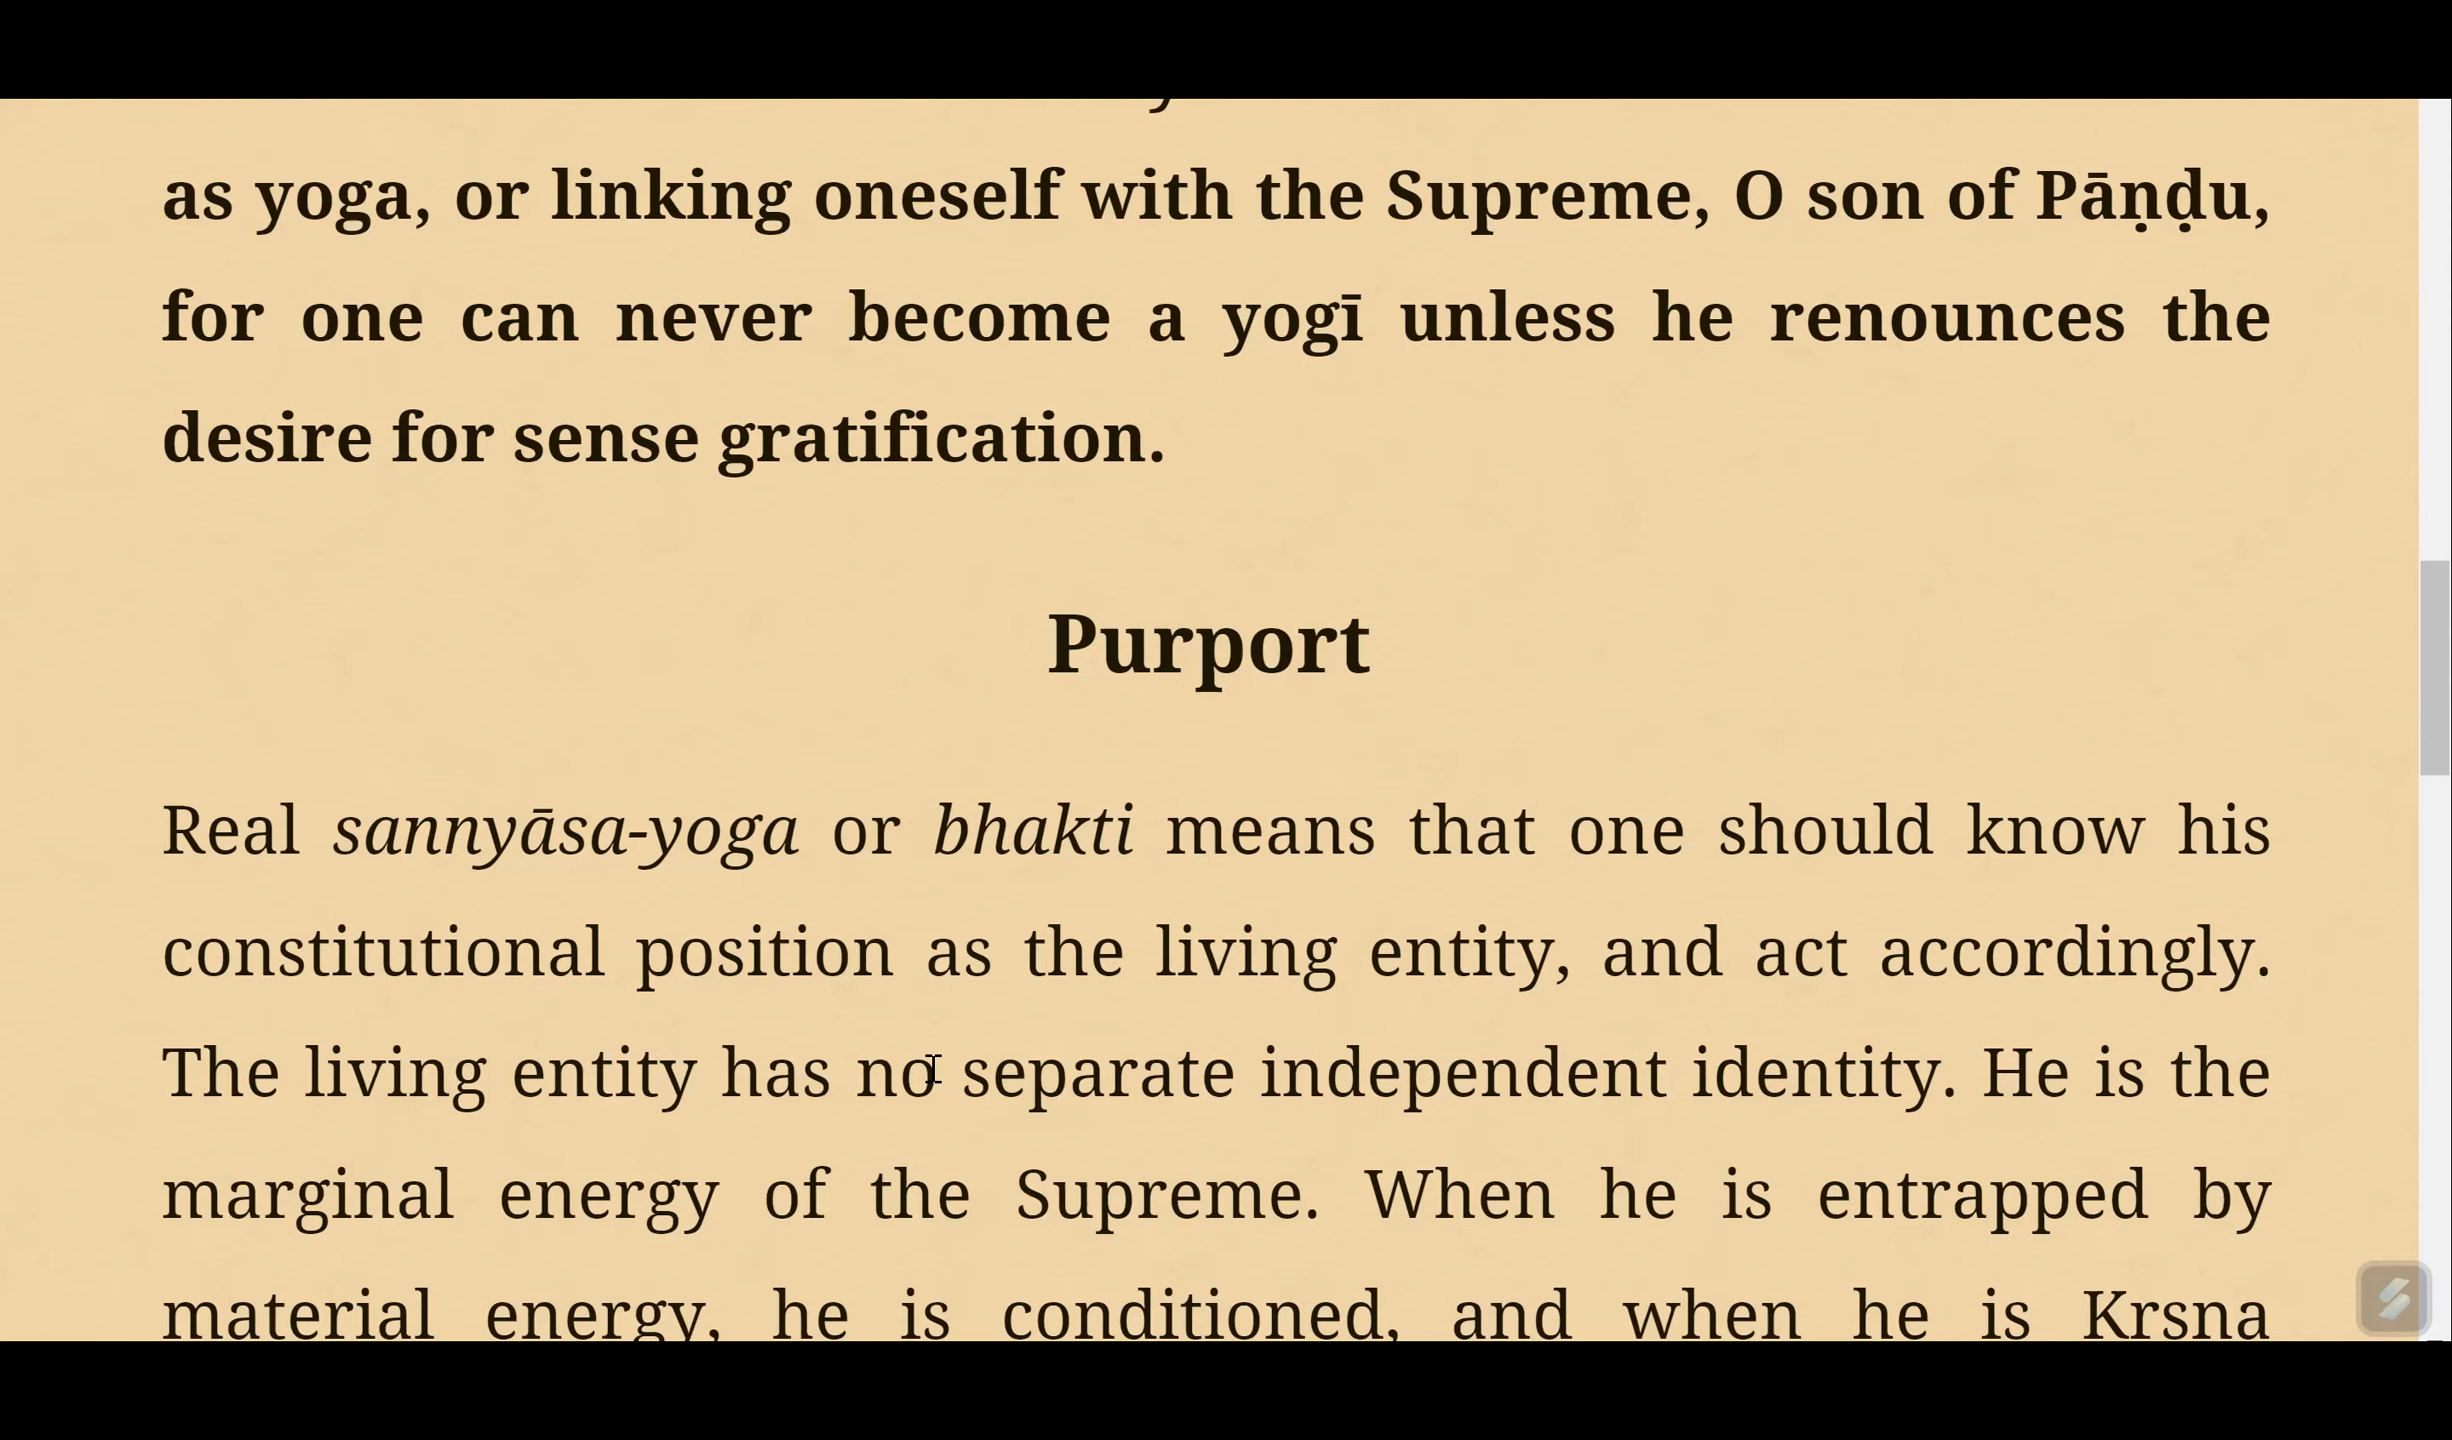 as yoga, or linking oneself with the Supreme, O son of Pāṇḍu,
for one can never become a yogī unless he renounces the
desire for sense gratification.
Purport
Real sannyāsa-yoga or bhakti means that one should know his
constitutional position as the living entity, and act accordingly.
The living entity has no separate independent identity. He is the
marginal energy of the Supreme. When he is entrapped by
material energy, he is conditioned, and when he is Krsna